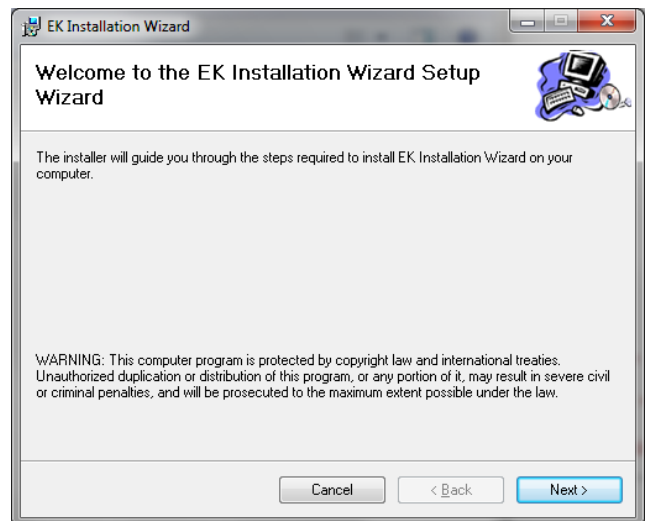 EK Installation Wizard
Welcome to the EK Installation Wizard Setup
Wizard
The installer will guide you through the steps required to install EK Installation Wizard on your
computer.
WARNING: This computer program is protected by copyright law and international treaties.
Unauthorized duplication or distribution of this program, or any portion of it, may result in severe civil
or criminal penalties, and will be prosecuted to the maximum extent possible under the law.
Cancel < Back Next >